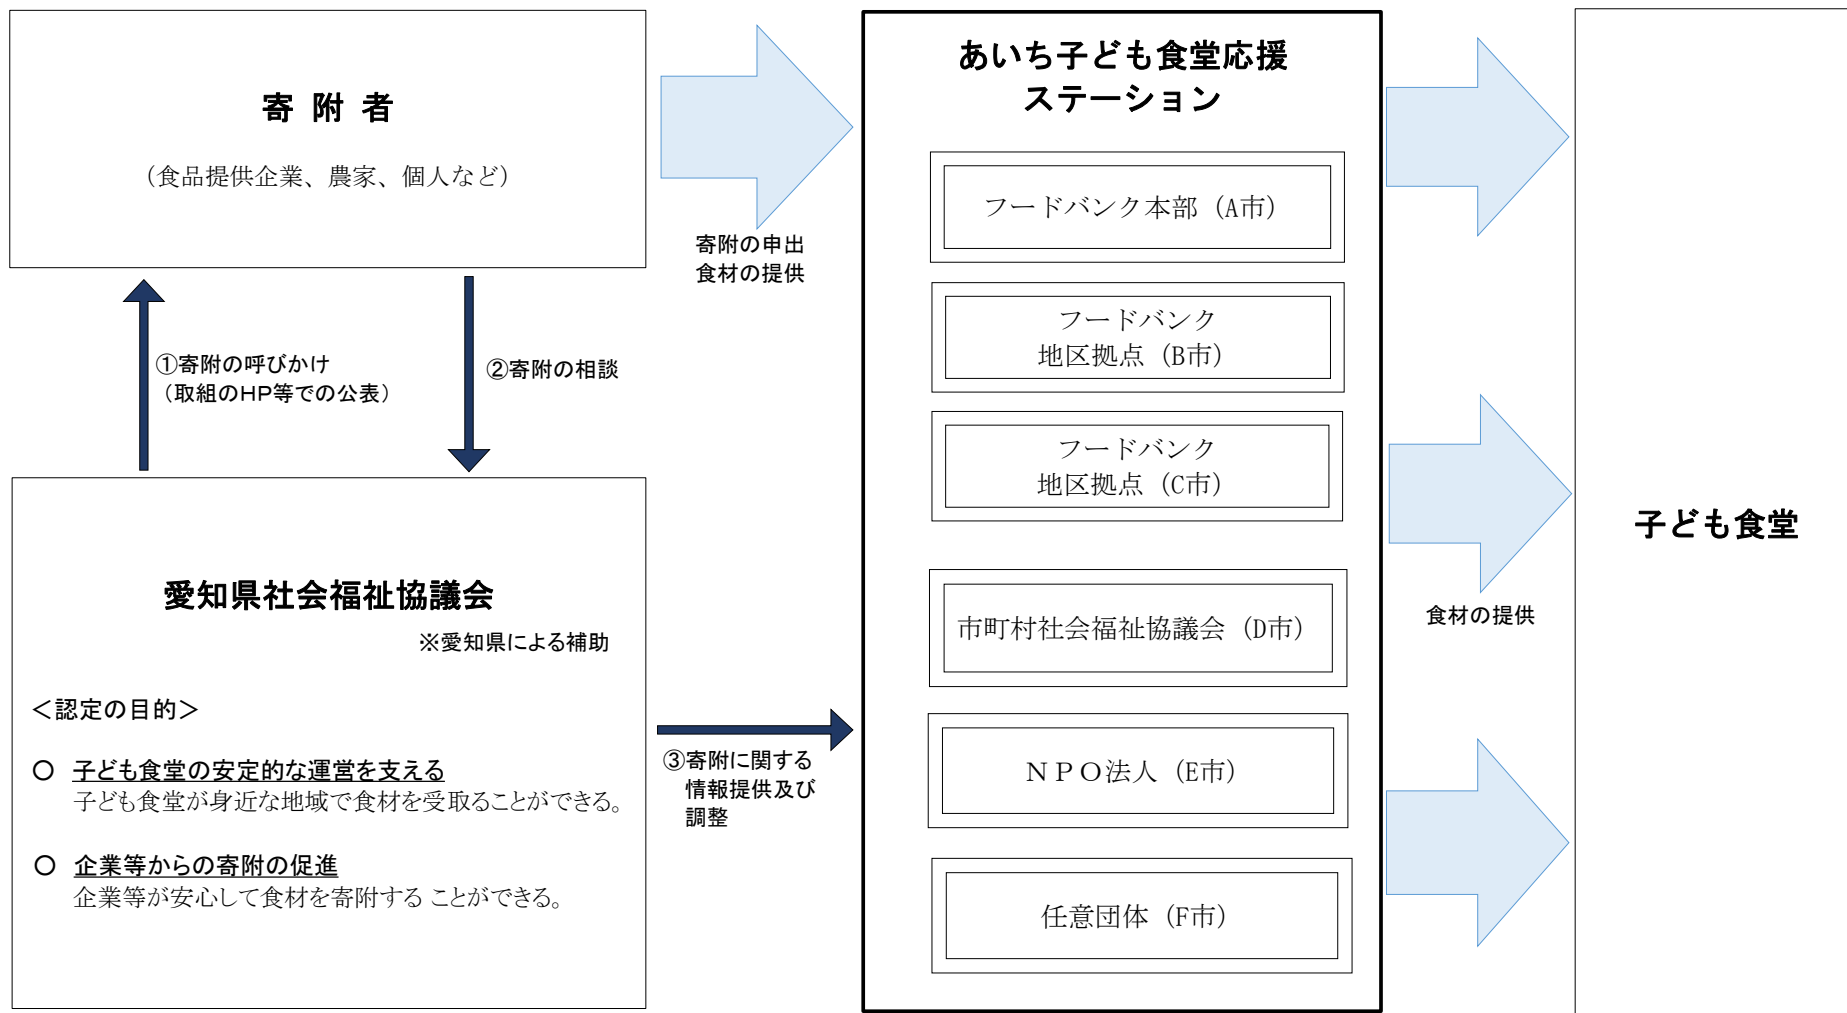 寄 附 者
（食品提供企業、農家、個人など）
①寄附の呼びかけ
（取組のHP等での公表）
②寄附の相談
愛知県社会福祉協議会
※愛知県による補助
＜認定の目的＞
○ 子ども食堂の安定的な運営を支える
子ども食堂が身近な地域で食材を受取ることができる。
○ 企業等からの寄附の促進
企業等が安心して食材を寄附する ことができる。
寄附の申出
食材の提供
③寄附に関する
情報提供及び
調整
あいち子ども食堂応援
ステーション
フードバンク本部（A市）
フードバンク
地区拠点（B市）
フードバンク
地区拠点（C市）
市町村社会福祉協議会（D市）
ＮＰＯ法人（E市）
任意団体（F市）
食材の提供
子ども食堂